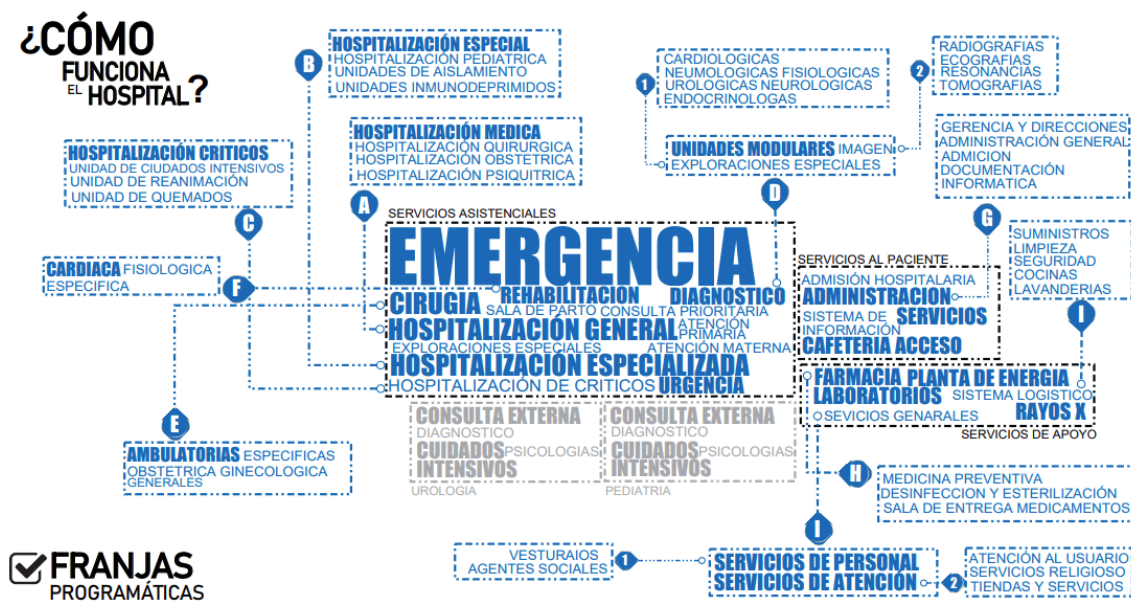 ¿CÓMO
FUNCIONA
EL HOSPITAL?
B
HOSPITALIZACIÓN ESPECIAL
HOSPITALIZACIÓN PEDIATRICA
UNIDADES DE AISLAMIENTO
UNIDADES INMUNODEPRIMIDOS
1
CARDIOLOGICAS
NEUMOLOGICAS FISIOLOGICAS
UROLOGICAS NEUROLOGICAS
ENDOCRINOLOGAS
2
RADIOGRAFIAS
ECOGRAFIAS
RESONANCIAS
TOMOGRAFIAS
HOSPITALIZACIÓN CRITICOS
UNIDAD DE CIUDADOS INTENSIVOS
UNIDAD DE REANIMACIÓN
UNIDAD DE QUEMADOS
C
HOSPITALIZACIÓN MEDICA
HOSPITALIZACIÓN QUIRURGICA
HOSPITALIZACIÓN OBSTETRICA
HOSPITALIZACIÓN PSIQUITRICA
A
UNIDADES MODULARES IMAGEN
EXPLORACIONES ESPECIALES
D
GERENCIA Y DIRECCIONES
ADMINISTRACIÓN GENERAL
ADMICION
DOCUMENTACIÓN
INFORMATICA
G
SUMINISTROS
LIMPIEZA
SEGURIDAD
COCINAS
LAVANDERIAS
I
CARDIACA FISIOLOGICA
ESPECIFICA
F
SERVICIOS ASISTENCIALES
EMERGENCIA
REHABILITACION DIAGNOSTICO
CIRUGIA SALA DE PARTO CONSULTA PRIORITARIA
HOSPITALIZACIÓN GENERAL ATENCIÓN PRIMARIA
EXPLORACIONES ESPECIALES ATENCIÓN MATERNA
HOSPITALIZACIÓN ESPECIALIZADA
HOSPITALIZACIÓN DE CRITICOS URGENCIA
SERVICIOS AL PACIENTE
ADMISIÓN HOSPITALARIA
ADMINISTRACION
SISTEMA DE INFORMACIÓN SERVICIOS
CAFETERIA ACCESO
FARMACIA PLANTA DE ENERGIA
LABORATORIOS SISTEMA LOGISTICO
SEVICIOS GENARALES RAYOS X
SERVICIOS DE APOYO
CONSULTA EXTERNA
DIAGNOSTICO
CUIDADOS PSICOLOGIAS
INTENSIVOS
UROLOGIA
CONSULTA EXTERNA
DIAGNOSTICO
CUIDADOS PSICOLOGIAS
INTENSIVOS
PEDIATRIA
E
AMBULATORIAS ESPECIFICAS
OBSTETRICA GINECOLOGICA
GENERALES
H
MEDICINA PREVENTIVA
DESINFECCION Y ESTERILIZACIÓN
SALA DE ENTREGA MEDICAMENTOS
I
VESTURAIOS
AGENTES SOCIALES
1
SERVICIOS DE PERSONAL
SERVICIOS DE ATENCIÓN
2
ATENCIÓN AL USUARIO
SERVICIOS RELIGIOSO
TIENDAS Y SERVICIOS
FRANJAS
PROGRAMÁTICAS